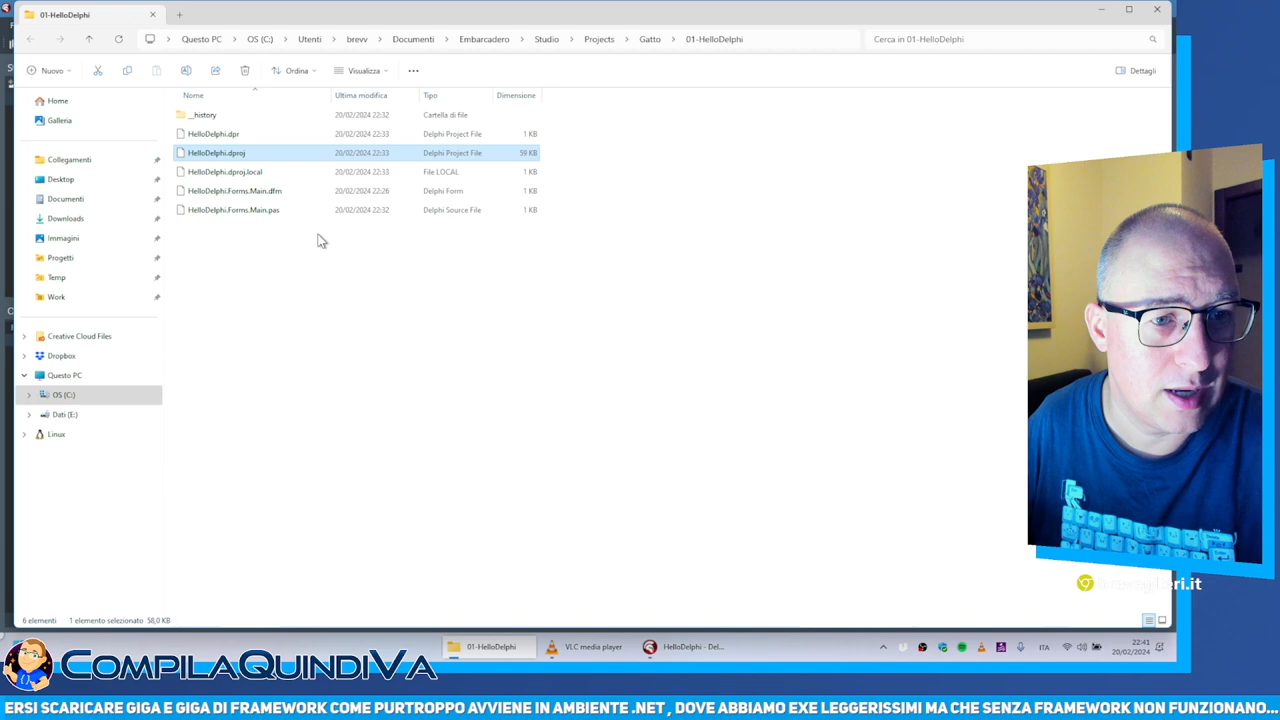 01-HelloDelphi
Questo PC > OS (C:) > Utenti > brevv > Documenti > Embarcadero > Studio > Projects > Gatto > 01-HelloDelphi
Cerca in 01-HelloDelphi
Nuovo
Ordina
Visualizza
Dettagli
Nome Ultima modifica Tipo Dimensione
__history 20/02/2024 22:32 Cartella di file
HelloDelphi.dpr 20/02/2024 22:33 Delphi Project File 1 KB
HelloDelphi.dproj 20/02/2024 22:33 Delphi Project File 59 KB
HelloDelphi.dproj.local 20/02/2024 22:33 File LOCAL 1 KB
HelloDelphi.Forms.Main.dfm 20/02/2024 22:26 Delphi Form 1 KB
HelloDelphi.Forms.Main.pas 20/02/2024 22:32 Delphi Source File 1 KB
Home
Galleria
Collegamenti
Desktop
Documenti
Downloads
Immagini
Progetti
Temp
Work
Creative Cloud Files
Dropbox
Questo PC
OS (C:)
Dati (E:)
Linux
6 elementi 1 elemento selezionato 58,0 KB
01-HelloDelphi
VLC media player
HelloDelphi - Del...
ITA
22:41
20/02/2024
COMPILAQUINDIVA
ERSI SCARICARE GIGA E GIGA DI FRAMEWORK COME PURTROPPO AVVIENE IN AMBIENTE .NET , DOVE ABBIAMO EXE LEGGERISSIMI MA CHE SENZA FRAMEWORK NON FUNZIONANO...